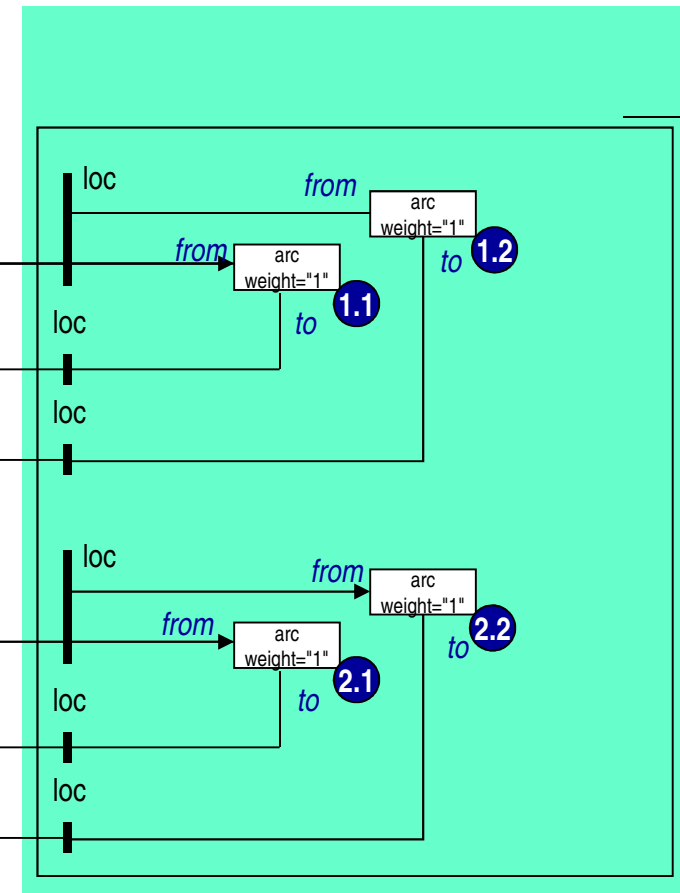 loc
from
arc
weight="1"
1.2
to
from
arc
weight="1"
1.1
to
loc
loc
loc
from
arc
weight="1"
2.2
to
from
arc
weight="1"
2.1
to
loc
loc